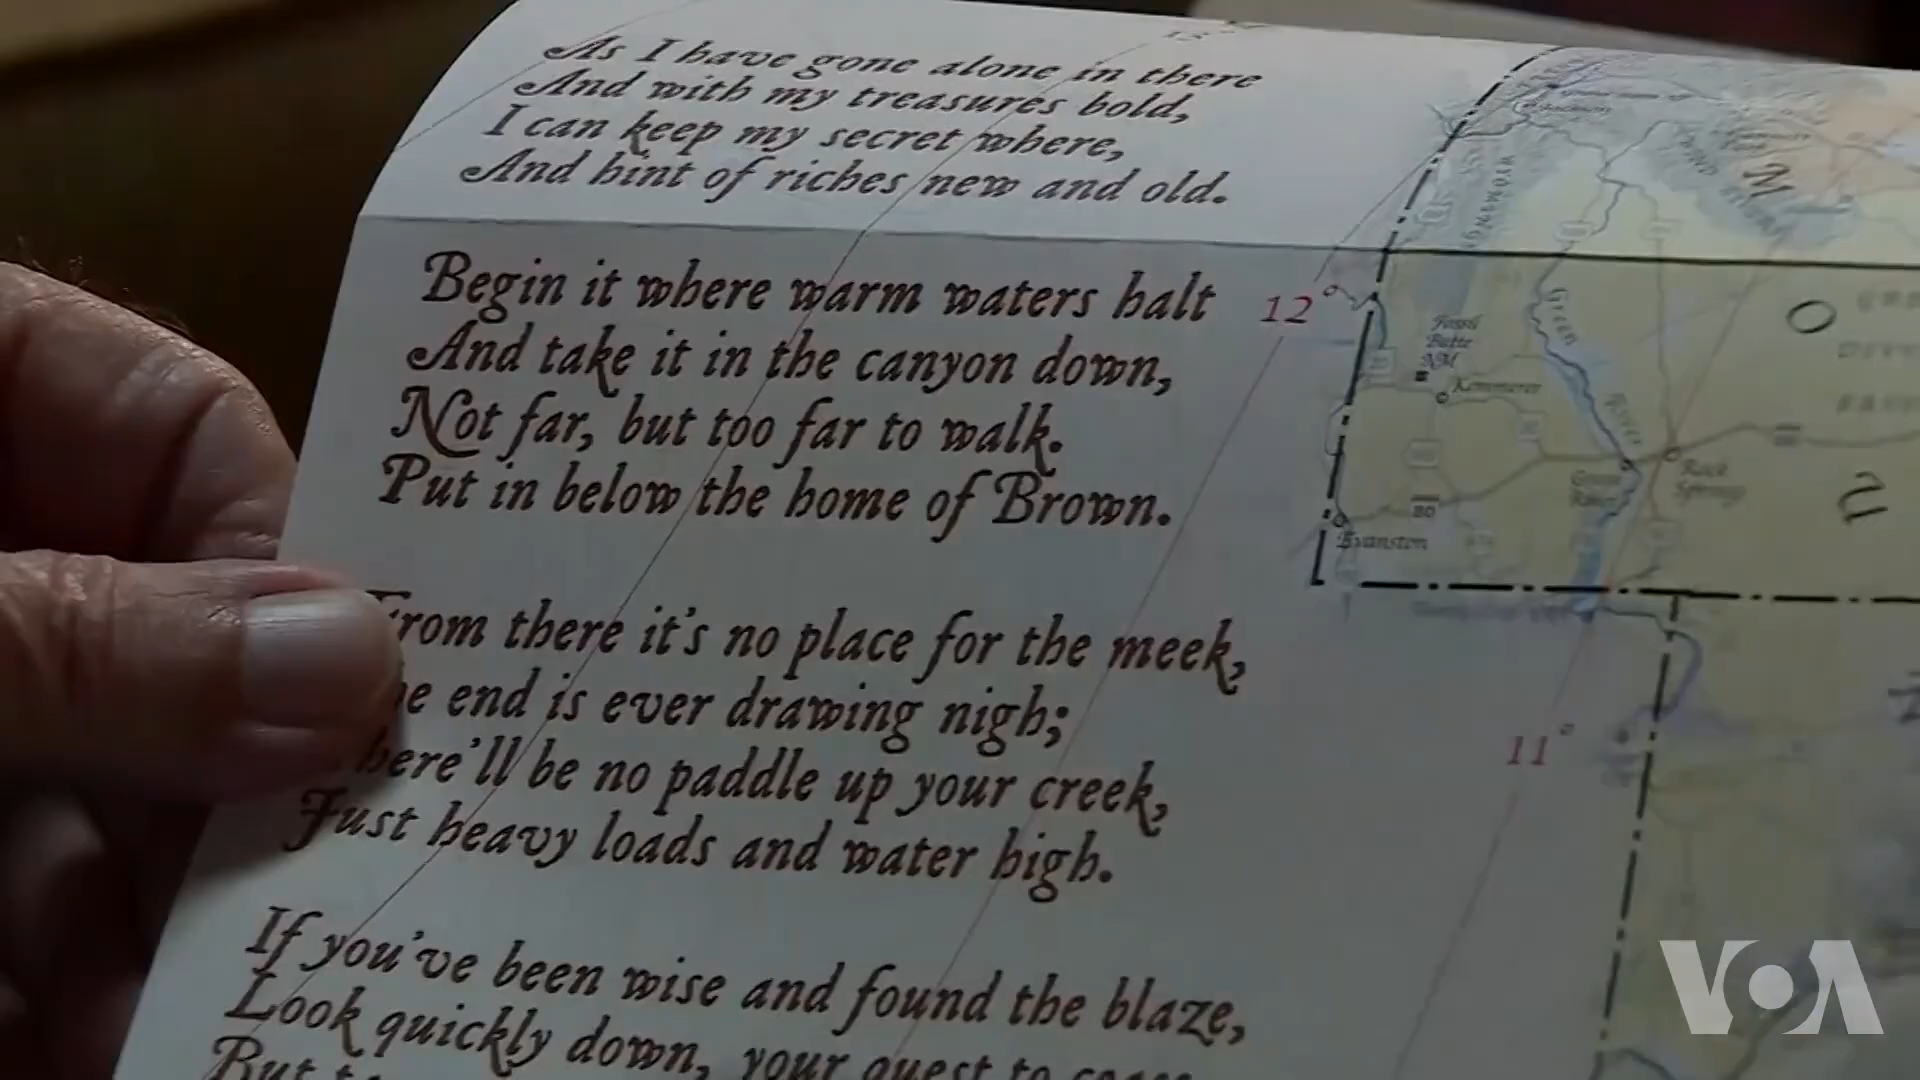 As I have gone alone in there
And with my treasures bold,
I can keep my secret where,
And hint of riches new and old.
Begin it where warm waters halt
And take it in the canyon down,
Not far, but too far to walk.
Put in below the home of Brown.
From there it's no place for the meek,
he end is ever drawing nigh;
here'll be no paddle up your creek,
Just heavy loads and water high.
If you've been wise and found the blaze,
Look quickly down, your quest to cease,
But
12°
11°
WYOMING
Fossil
Butte
NM
Kemmerer
Green
River
Rock
Springs
Green
River
80
Evanston
M
O
VOA